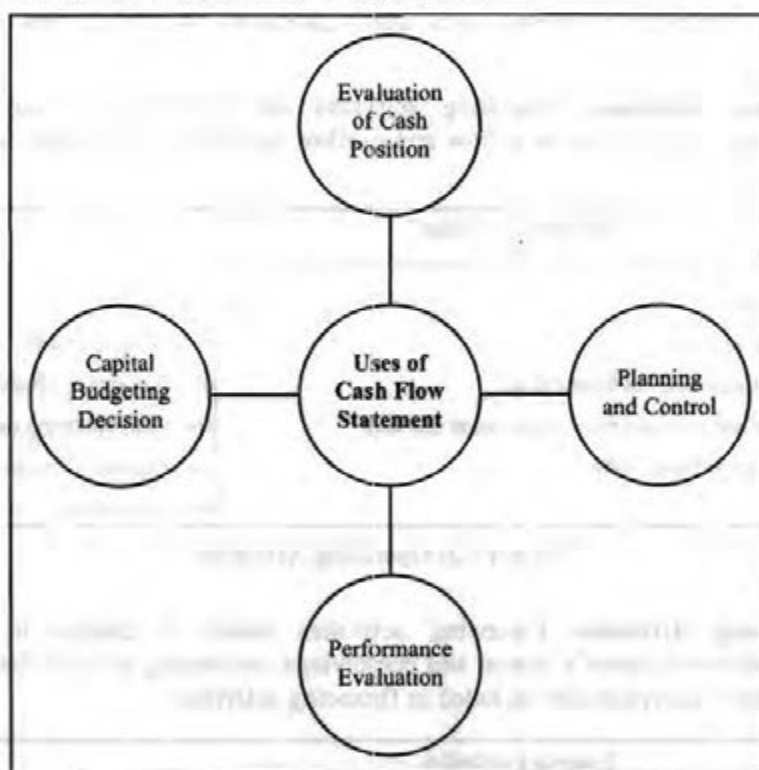 Evaluation
of Cash
Position
Capital
Budgeting
Decision
Uses of
Cash Flow
Statement
Planning
and Control
Performance
Evaluation